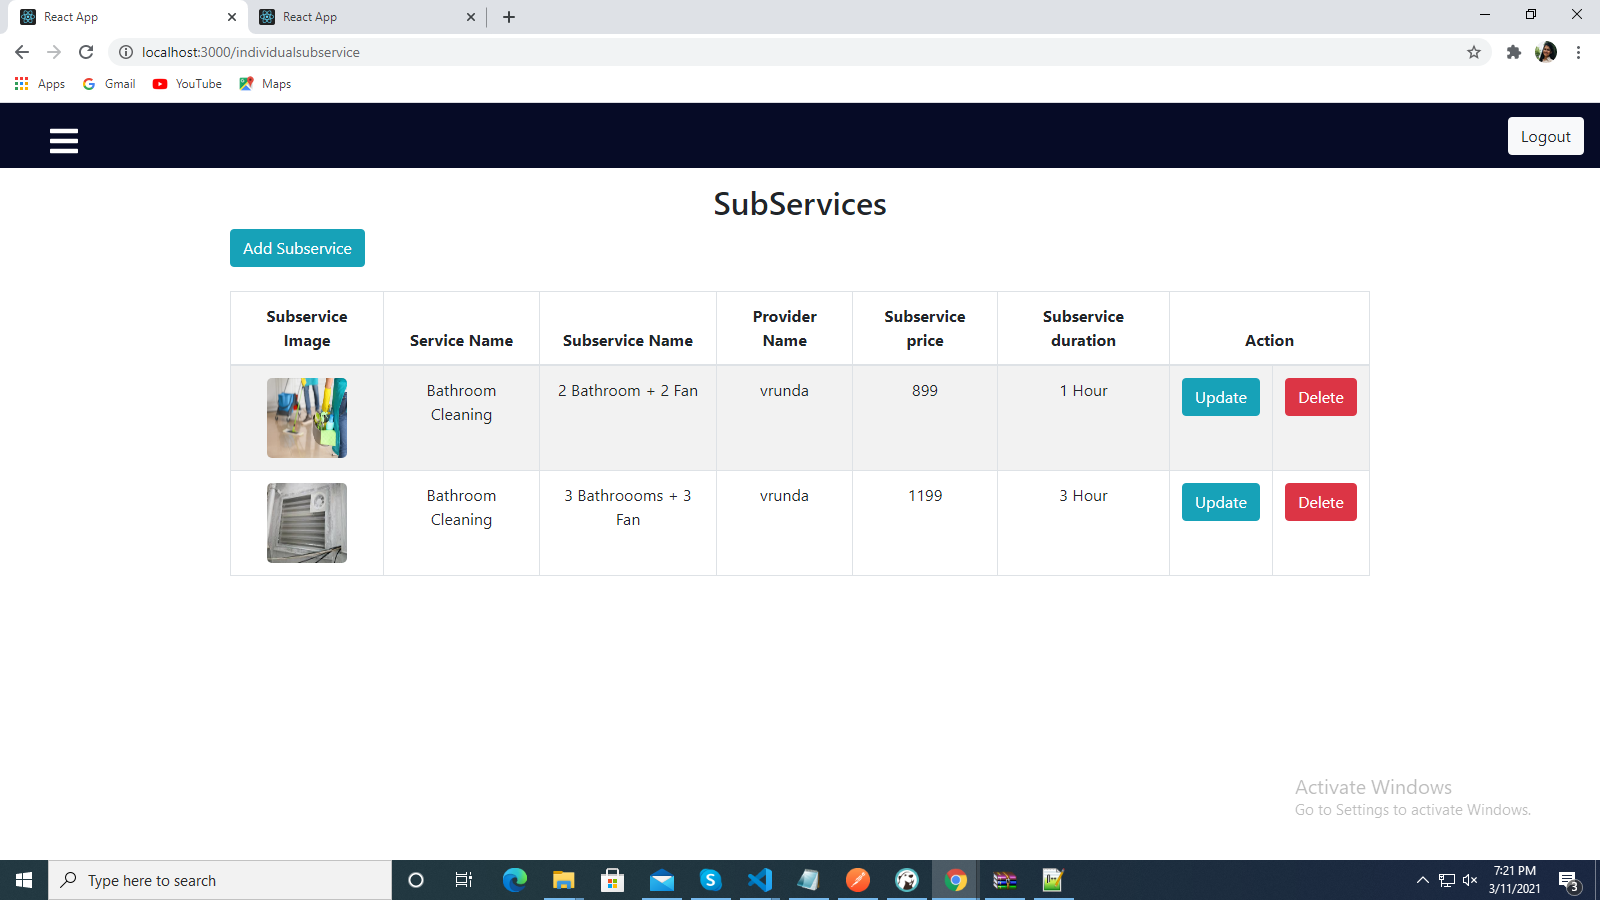 React App
React App
localhost:3000/individualsubservice
Apps
Gmail
YouTube
Maps
Logout
SubServices
Add Subservice
Subservice
Image
Service Name
Subservice Name
Provider
Name
Subservice
price
Subservice
duration
Action
Bathroom
Cleaning
2 Bathroom + 2 Fan
vrunda
899
1 Hour
Update
Delete
Bathroom
Cleaning
3 Bathroooms + 3
Fan
vrunda
1199
3 Hour
Update
Delete
Activate Windows
Go to Settings to activate Windows.
Type here to search
7:21 PM
3/11/2021
3